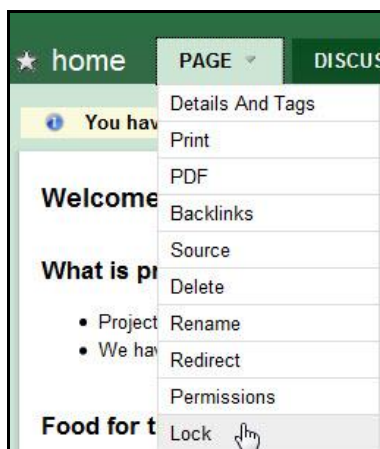 home PAGE DISCUS
You hav
Details And Tags
Print
PDF
Welcome
Backlinks
Source
What is pr
Delete
Project
Rename
We hav
Redirect
Permissions
Food for t
Lock